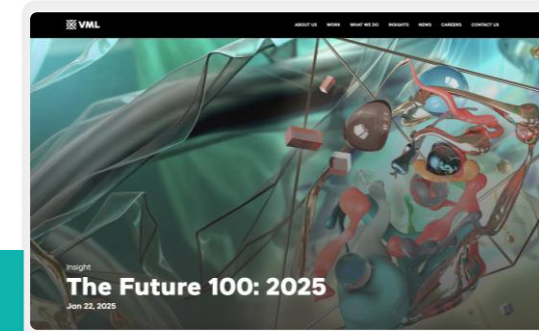 VML
ABOUT US WORK WHAT WE DO INSIGHTS NEWS CAREERS CONTACT US
Insight
The Future 100: 2025
Jan 22, 2025